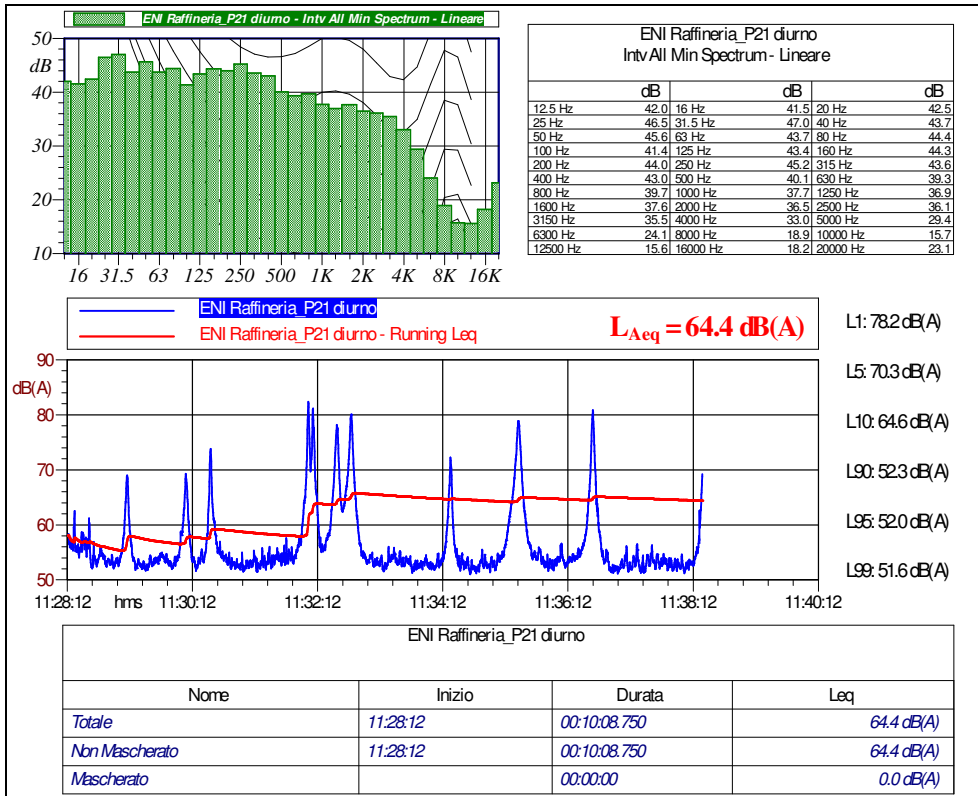 ENI Raffineria_P21 diurno - Intv All Min Spectrum - Lineare
50
dB
40
30
20
10
16 31.5 63 125 250 500 1K 2K 4K 8K 16K
ENI Raffineria_P21 diurno
Intv All Min Spectrum - Lineare
dB dB dB
12.5 Hz 42.0 16 Hz 41.5 20 Hz 42.5
25 Hz 46.5 31.5 Hz 47.0 40 Hz 43.7
50 Hz 45.6 63 Hz 43.7 80 Hz 44.4
100 Hz 41.4 125 Hz 43.4 160 Hz 44.3
200 Hz 44.0 250 Hz 45.2 315 Hz 43.6
400 Hz 43.0 500 Hz 40.1 630 Hz 39.3
800 Hz 39.7 1000 Hz 37.7 1250 Hz 36.9
1600 Hz 37.6 2000 Hz 36.5 2500 Hz 36.1
3150 Hz 35.5 4000 Hz 33.0 5000 Hz 29.4
6300 Hz 24.1 8000 Hz 18.9 10000 Hz 15.7
12500 Hz 15.6 16000 Hz 18.2 20000 Hz 23.1
ENI Raffineria_P21 diurno
ENI Raffineria_P21 diurno - Running Leq
LAeq = 64.4 dB(A)
L1: 78.2 dB(A)
L5: 70.3 dB(A)
L10: 64.6 dB(A)
L90: 52.3 dB(A)
L95: 52.0 dB(A)
L99: 51.6 dB(A)
90
dB(A)
80
70
60
50
11:28:12 hms 11:30:12 11:32:12 11:34:12 11:36:12 11:38:12 11:40:12
ENI Raffineria_P21 diurno
Nome Inizio Durata Leq
Totale 11:28:12 00:10:08.750 64.4 dB(A)
Non Mascherato 11:28:12 00:10:08.750 64.4 dB(A)
Mascherato 00:00:00 0.0 dB(A)